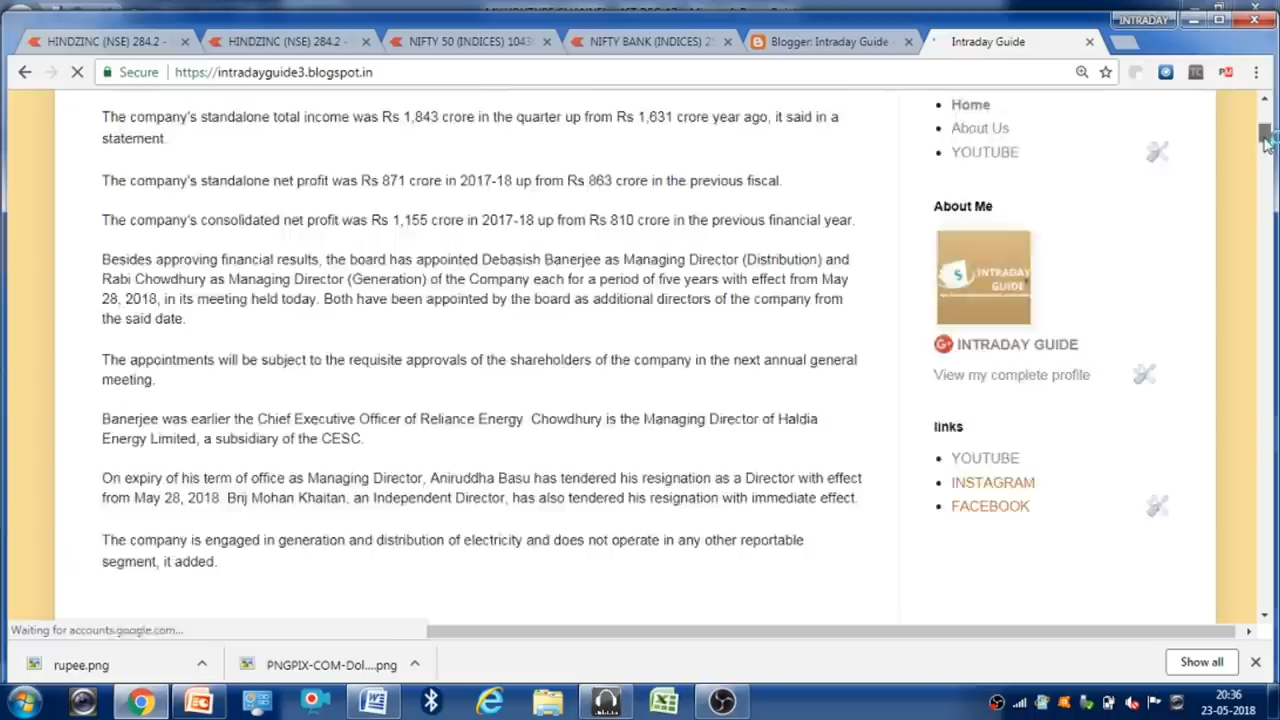 INTRADAY
HINDZINC (NSE) 284.2 -
HINDZINC (NSE) 284.2 -
NIFTY 50 (INDICES) 1043
NIFTY BANK (INDICES) 2
Blogger: Intraday Guide
Intraday Guide
Secure
https://intradayguide3.blogspot.in
The company's standalone total income was Rs 1,843 crore in the quarter up from Rs 1,631 crore year ago, it said in a
statement.
The company's standalone net profit was Rs 871 crore in 2017-18 up from Rs 863 crore in the previous fiscal.
The company's consolidated net profit was Rs 1,155 crore in 2017-18 up from Rs 810 crore in the previous financial year.
Besides approving financial results, the board has appointed Debasish Banerjee as Managing Director (Distribution) and
Rabi Chowdhury as Managing Director (Generation) of the Company each for a period of five years with effect from May
28, 2018, in its meeting held today. Both have been appointed by the board as additional directors of the company from
the said date.
The appointments will be subject to the requisite approvals of the shareholders of the company in the next annual general
meeting.
Banerjee was earlier the Chief Executive Officer of Reliance Energy Chowdhury is the Managing Director of Haldia
Energy Limited, a subsidiary of the CESC.
On expiry of his term of office as Managing Director, Aniruddha Basu has tendered his resignation as a Director with effect
from May 28, 2018. Brij Mohan Khaitan, an Independent Director, has also tendered his resignation with immediate effect.
The company is engaged in generation and distribution of electricity and does not operate in any other reportable
segment, it added.
Home
About Us
YOUTUBE
About Me
INTRADAY
GUIDE
INTRADAY GUIDE
View my complete profile
links
YOUTUBE
INSTAGRAM
FACEBOOK
Waiting for accounts.google.com...
rupee.png
PNGPIX-COM-Dol....png
Show all
20:36
23-05-2018